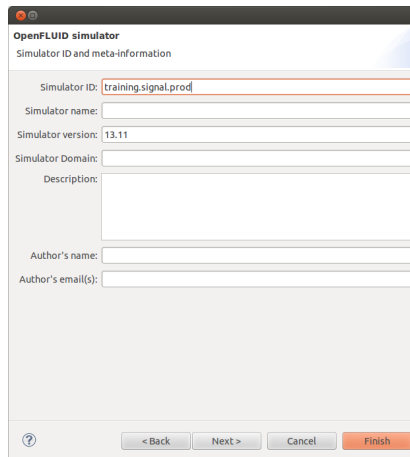 OpenFLUID simulator
Simulator ID and meta-information
Simulator ID: training.signal.prod
Simulator name:
Simulator version: 13.11
Simulator Domain:
Description:
Author's name:
Author's email(s):
? < Back Next > Cancel Finish